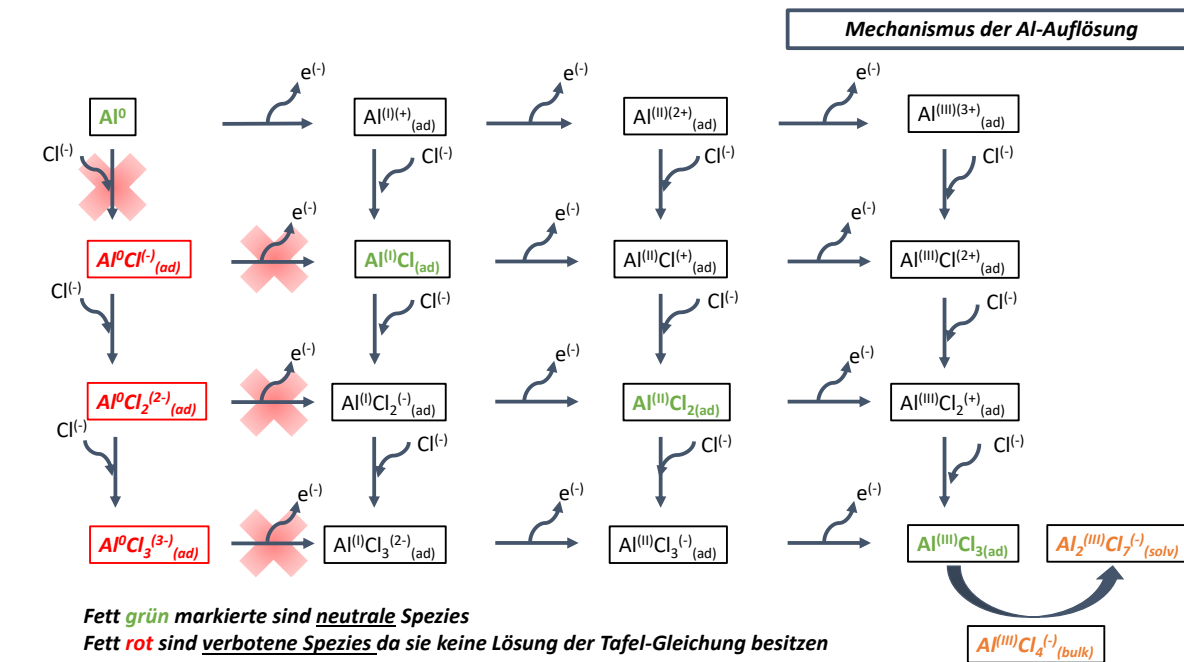 Mechanismus der Al-Auflösung
e(-) e(-) e(-)
Al⁰ Al(I)(+)(ad) Al(II)(2+)(ad) Al(III)(3+)(ad)
Cl(-) Cl(-) Cl(-) Cl(-)
e(-) e(-) e(-)
Al⁰Cl(-)(ad) Al(I)Cl(ad) Al(II)Cl(+)(ad) Al(III)Cl(2+)(ad)
Cl(-) Cl(-) Cl(-) Cl(-)
e(-) e(-) e(-)
Al⁰Cl₂(2-)(ad) Al(I)Cl₂(-)(ad) Al(II)Cl₂(ad) Al(III)Cl₂(+)(ad)
Cl(-) Cl(-) Cl(-) Cl(-)
e(-) e(-) e(-)
Al⁰Cl₃(3-)(ad) Al(I)Cl₃(2-)(ad) Al(II)Cl₃(-)(ad) Al(III)Cl₃(ad) Al₂(III)Cl₇(-)(solv)
Fett grün markierte sind neutrale Spezies
Fett rot sind verbotene Spezies da sie keine Lösung der Tafel-Gleichung besitzen
Al(III)Cl₄(-)(bulk)